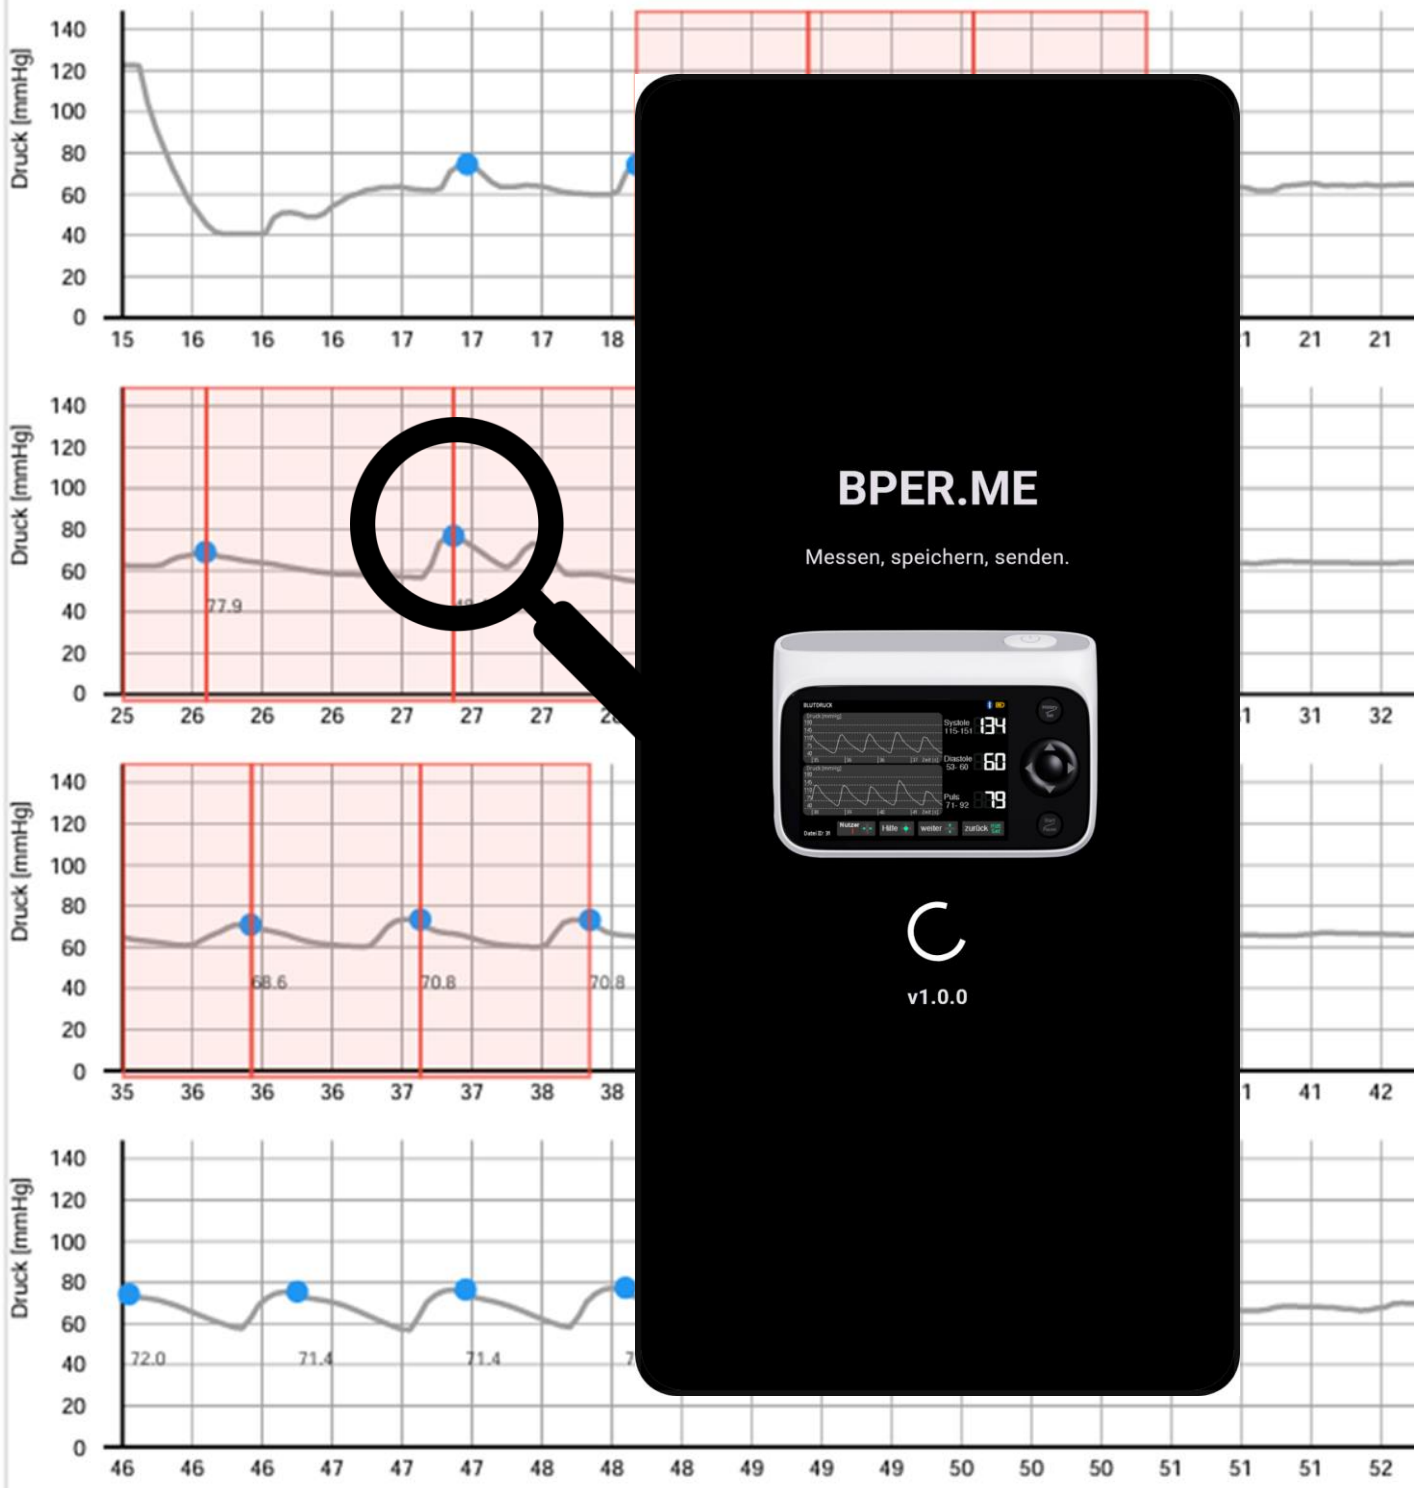 140
120
100
80
60
40
20
0
Druck [mmHg]
15 16 16 16 17 17 17 18 21 21
140
120
100
80
60
40
20
0
Druck [mmHg]
77.9
25 26 26 26 27 27 27 31 32
140
120
100
80
60
40
20
0
Druck [mmHg]
68.6 70.8 70.8
35 36 36 36 37 37 38 38 41 42
140
120
100
80
60
40
20
0
Druck [mmHg]
72.0 71.4 71.4
46 46 46 47 47 47 48 48 48 49 49 49 50 50 50 51 51 51 52
BPER.ME
Messen, speichern, senden.
BLUTDRUCK
Druck [mmHg]
Systole
115-151
134
Diastole
53- 60
60
Druck [mmHg]
Puls
71- 92
79
Nutzer Hilfe weiter zurück
v1.0.0